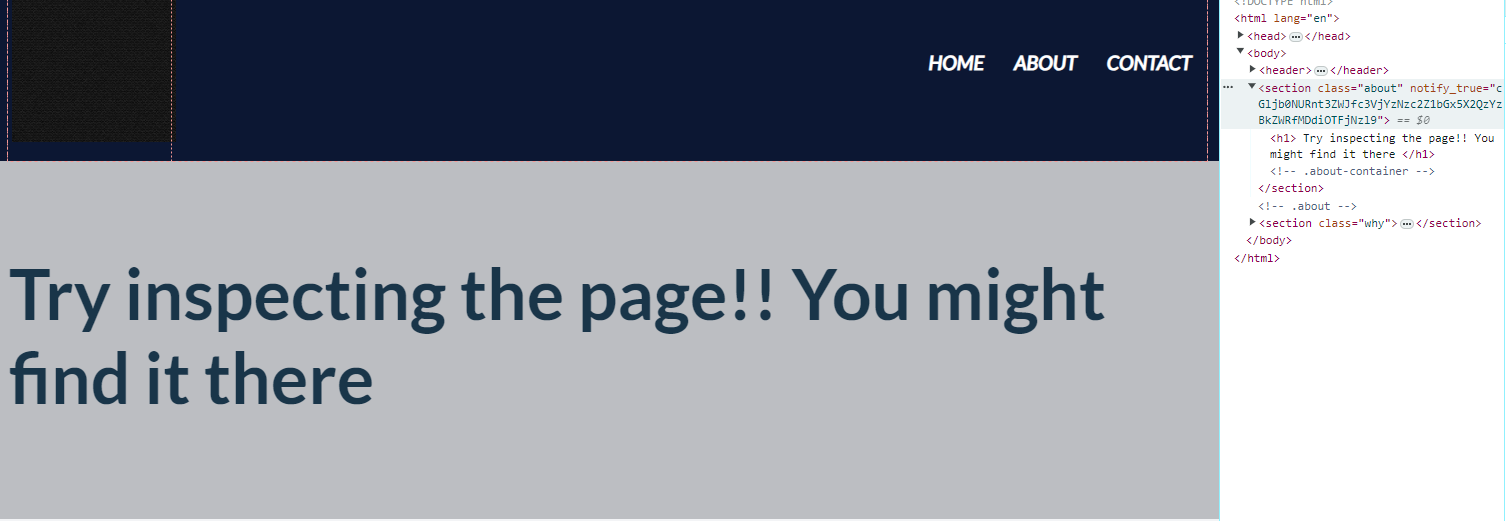 HOME ABOUT CONTACT
Try inspecting the page!! You might
find it there
<!DOCTYPE html>
<html lang="en">
<head> ••• </head>
<body>
<header> ••• </header>
••• <section class="about" notify_true="c
Gljb0NURnt3ZWJfc3VjYzNzc2Z1bGx5X2QzYz
BkZWRfMDdiOTFjNzl9"> == $0
<h1> Try inspecting the page!! You
might find it there </h1>
<!-- .about-container -->
</section>
<!-- .about -->
<section class="why"> ••• </section>
</body>
</html>